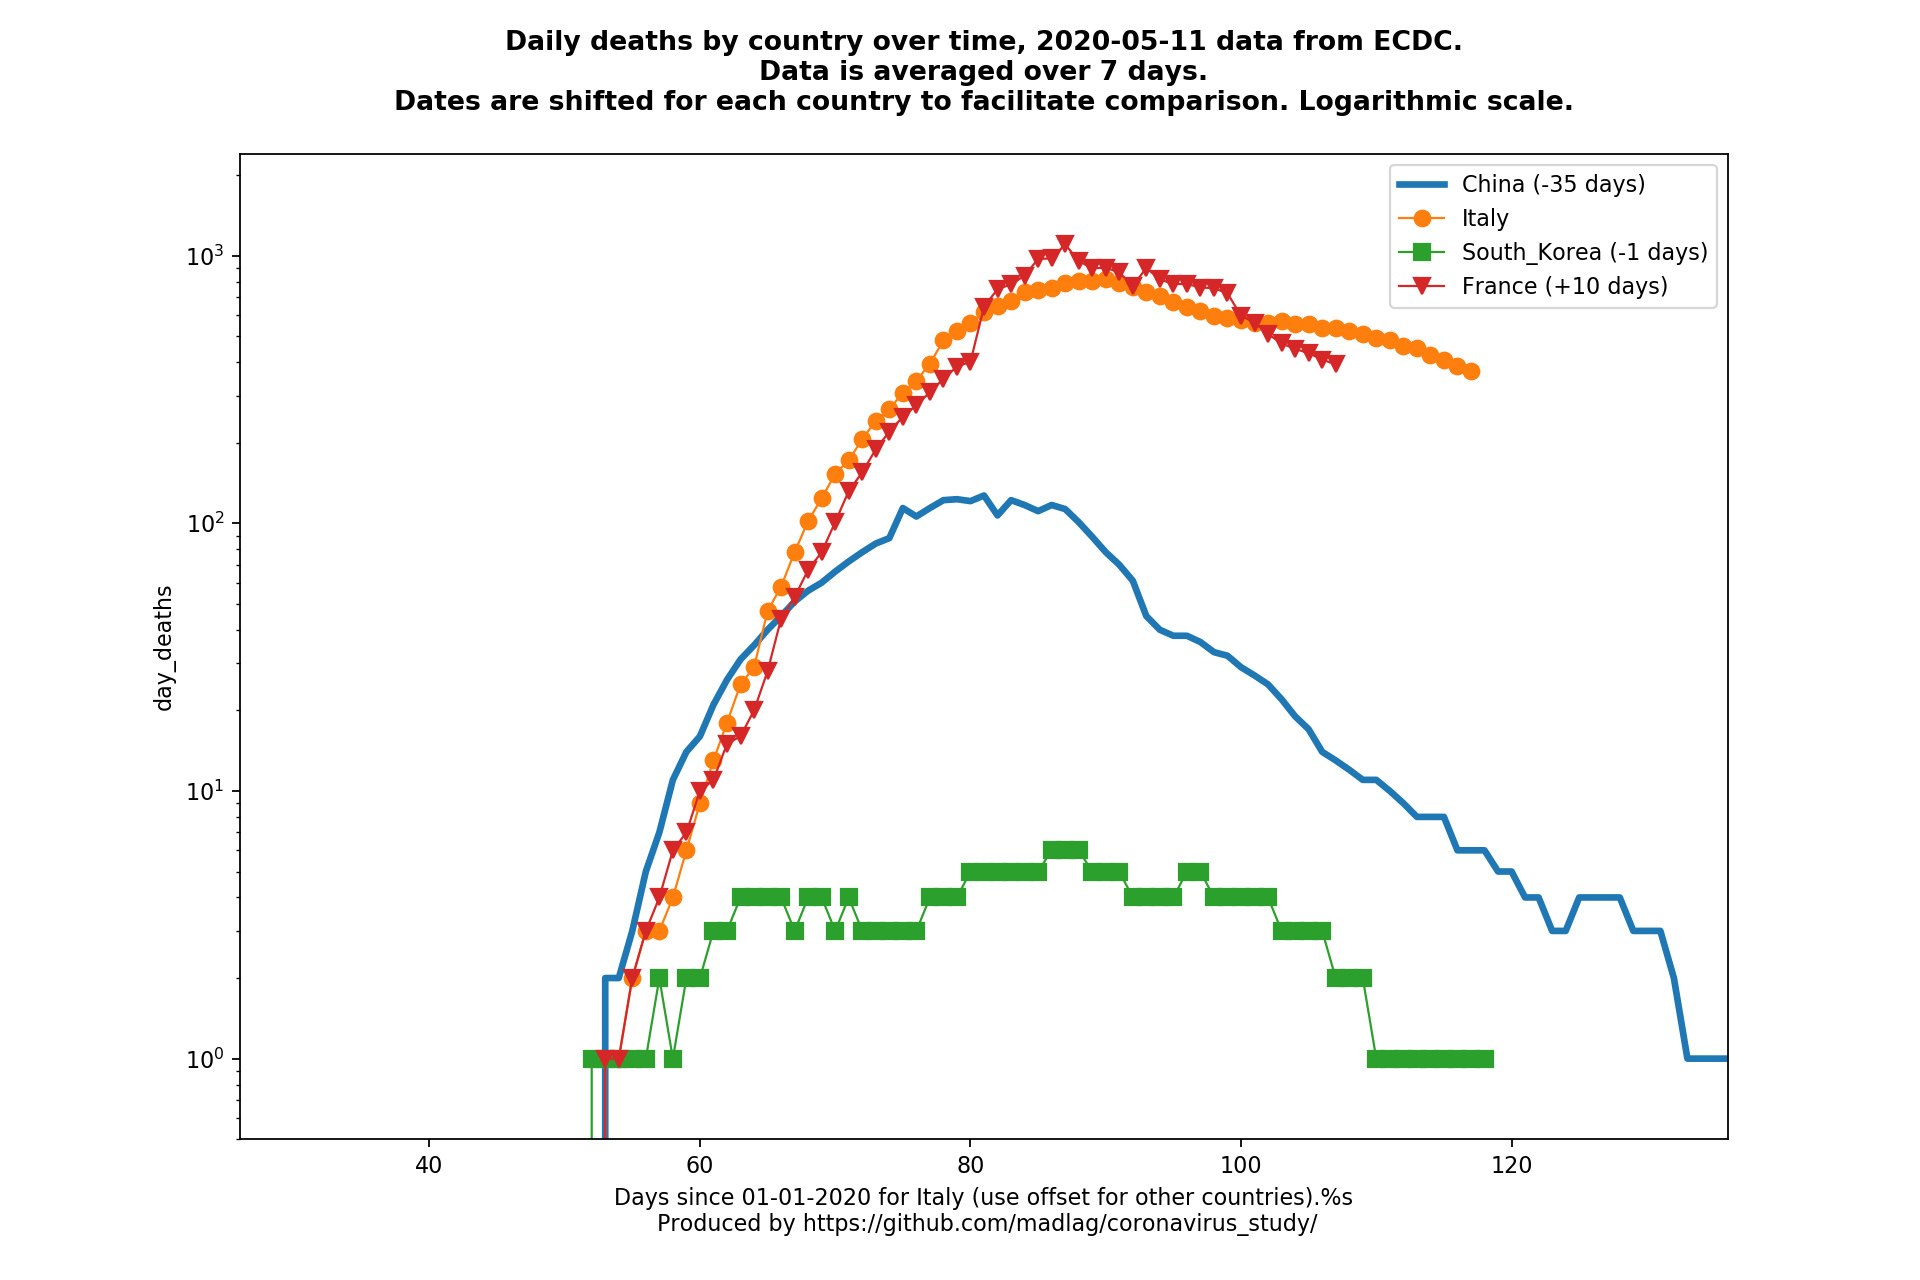 Daily deaths by country over time, 2020-05-11 data from ECDC.
Data is averaged over 7 days.
Dates are shifted for each country to facilitate comparison. Logarithmic scale.
China (-35 days)
Italy
South_Korea (-1 days)
France (+10 days)
day_deaths
10³
10²
10¹
10⁰
40 60 80 100 120
Days since 01-01-2020 for Italy (use offset for other countries).%s
Produced by https://github.com/madlag/coronavirus_study/